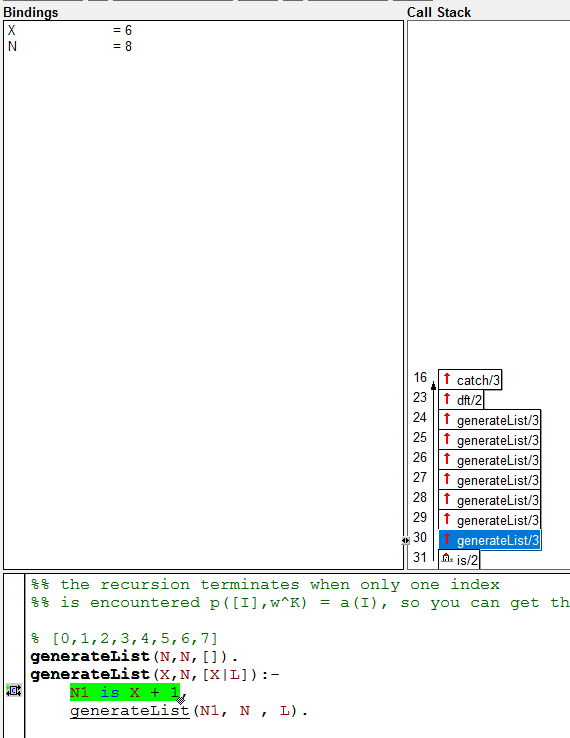 Bindings
X = 6
N = 8
Call Stack
16 catch/3
23 dft/2
24 generateList/3
25 generateList/3
26 generateList/3
27 generateList/3
28 generateList/3
29 generateList/3
30 generateList/3
31 is/2
%% the recursion terminates when only one index
%% is encountered p([I],w^K) = a(I), so you can get th
% [0,1,2,3,4,5,6,7]
generateList(N,N,[]).
generateList(X,N,[X|L]):-
N1 is X + 1,
generateList(N1, N , L).